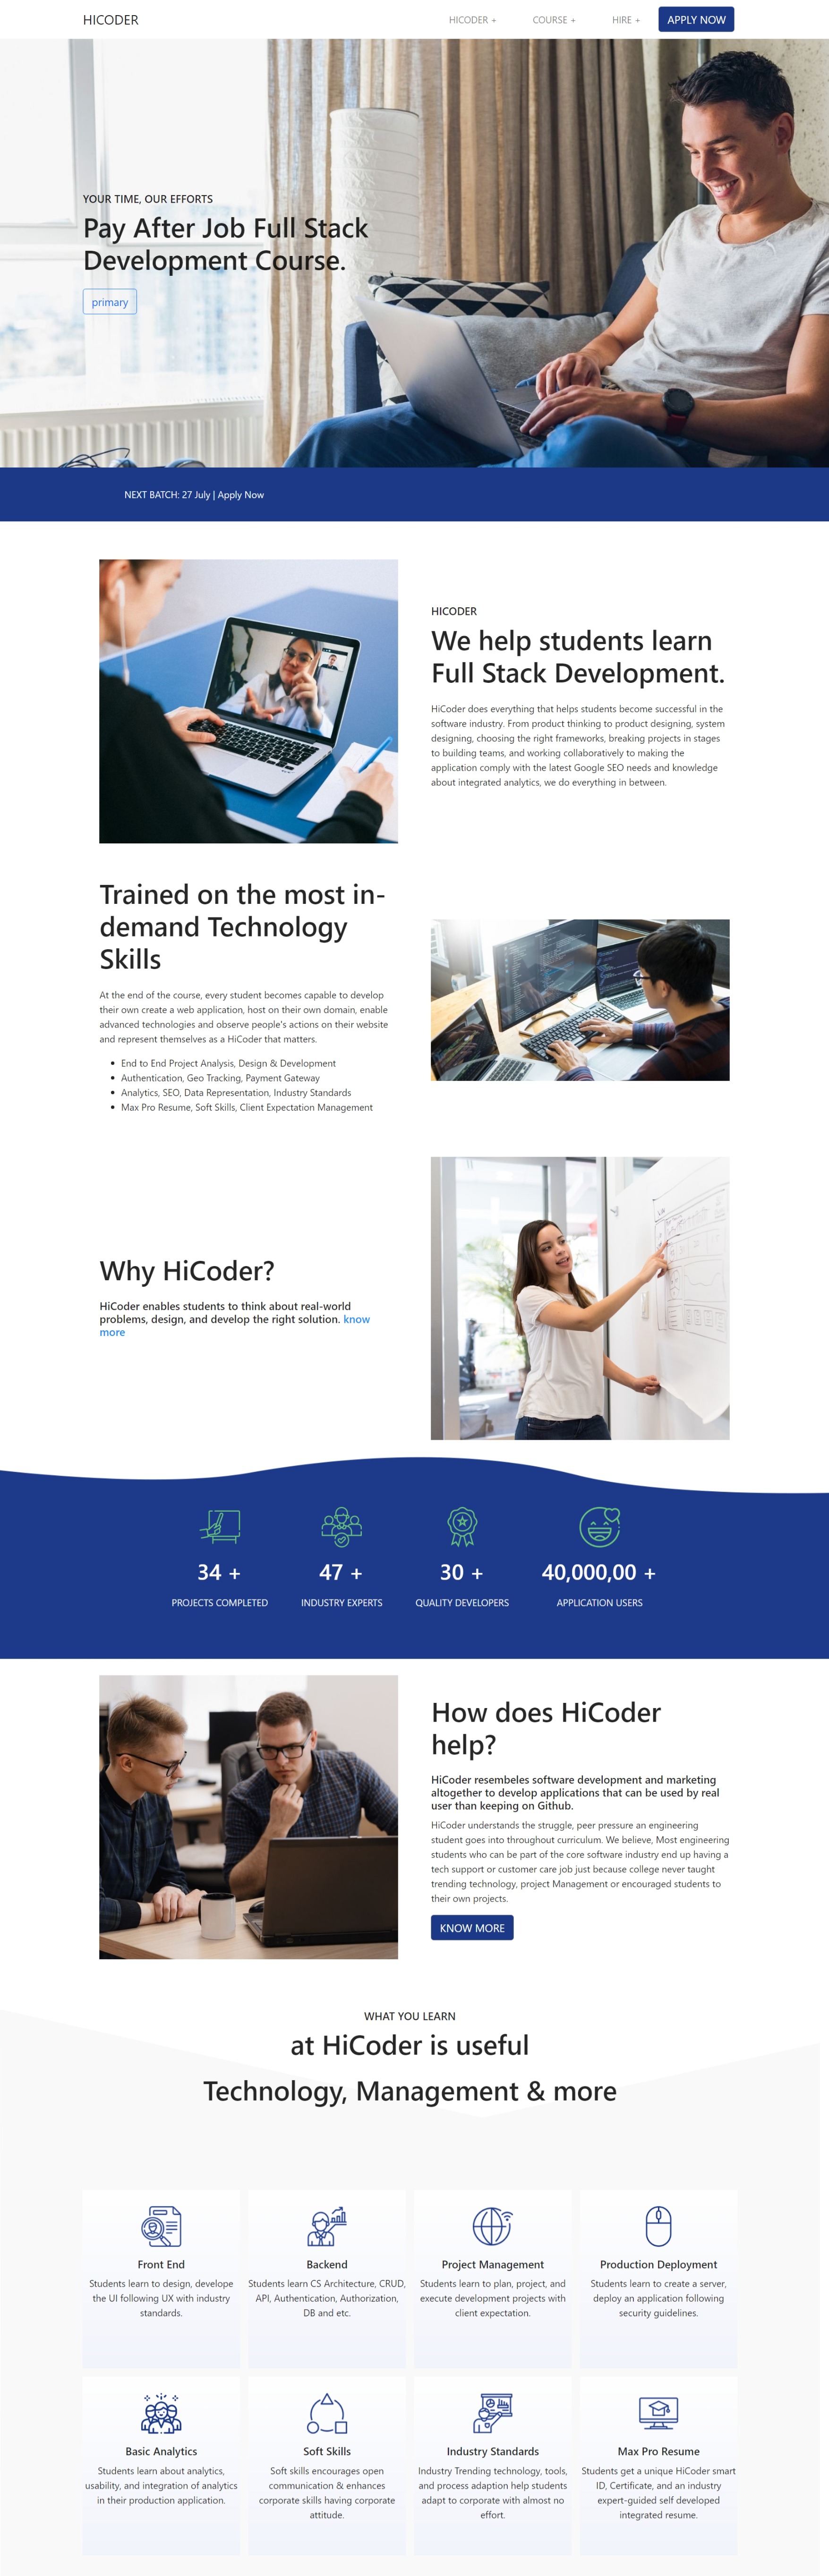 HICODER
HICODER +
COURSE +
HIRE +
APPLY NOW
YOUR TIME, OUR EFFORTS
Pay After Job Full Stack
Development Course.
primary
NEXT BATCH: 27 July | Apply Now
HICODER
We help students learn
Full Stack Development.
HiCoder does everything that helps students become successful in the
software industry. From product thinking to product designing, system
designing, choosing the right frameworks, breaking projects in stages
to building teams, and working collaboratively to making the
application comply with the latest Google SEO needs and knowledge
about integrated analytics, we do everything in between.
Trained on the most in-
demand Technology
Skills
At the end of the course, every student becomes capable to develop
their own create a web application, host on their own domain, enable
advanced technologies and observe people's actions on their website
and represent themselves as a HiCoder that matters.
• End to End Project Analysis, Design & Development
• Authentication, Geo Tracking, Payment Gateway
• Analytics, SEO, Data Representation, Industry Standards
• Max Pro Resume, Soft Skills, Client Expectation Management
Why HiCoder?
HiCoder enables students to think about real-world
problems, design, and develop the right solution. know
more
34 +
PROJECTS COMPLETED
47 +
INDUSTRY EXPERTS
30 +
QUALITY DEVELOPERS
40,000,00 +
APPLICATION USERS
How does HiCoder
help?
HiCoder resembeles software development and marketing
altogether to develop applications that can be used by real
user than keeping on Github.
HiCoder understands the struggle, peer pressure an engineering
student goes into throughout curriculum. We believe, Most engineering
students who can be part of the core software industry end up having a
tech support or customer care job just because college never taught
trending technology, project Management or encouraged students to
their own projects.
KNOW MORE
WHAT YOU LEARN
at HiCoder is useful
Technology, Management & more
Front End
Students learn to design, develope
the UI following UX with industry
standards.
Backend
Students learn CS Architecture, CRUD,
API, Authentication, Authorization,
DB and etc.
Project Management
Students learn to plan, project, and
execute development projects with
client expectation.
Production Deployment
Students learn to create a server,
deploy an application following
security guidelines.
Basic Analytics
Students learn about analytics,
usability, and integration of analytics
in their production application.
Soft Skills
Soft skills encourages open
communication & enhances
corporate skills having corporate
attitude.
Industry Standards
Industry Trending technology, tools,
and process adaption help students
adapt to corporate with almost no
effort.
Max Pro Resume
Students get a unique HiCoder smart
ID, Certificate, and an industry
expert-guided self developed
integrated resume.